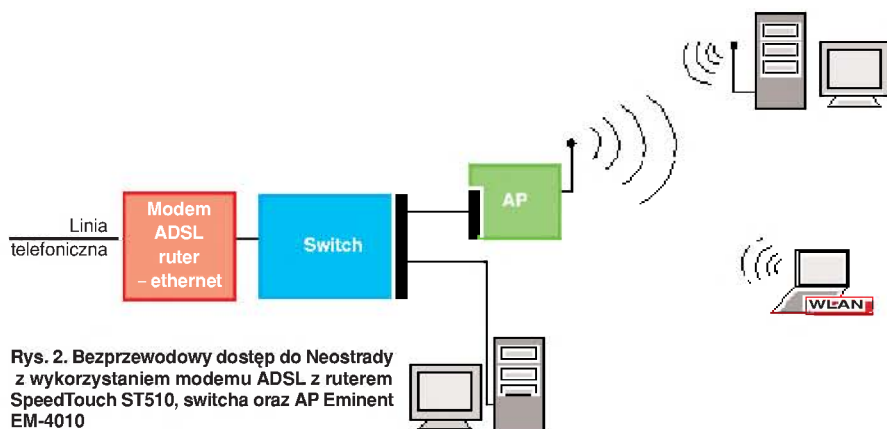 Linia
telefoniczna
Modem
ADSL
ruter
– ethernet
Switch
AP
WLAN
Rys. 2. Bezprzewodowy dostęp do Neostrady
z wykorzystaniem modemu ADSL z ruterem
SpeedTouch ST510, switcha oraz AP Eminent
EM-4010